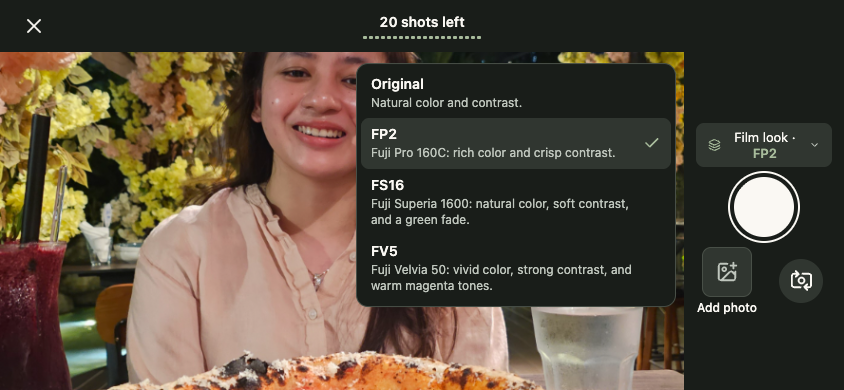 20 shots left
Original
Natural color and contrast.
FP2
Fuji Pro 160C: rich color and crisp contrast.
FS16
Fuji Superia 1600: natural color, soft contrast,
and a green fade.
FV5
Fuji Velvia 50: vivid color, strong contrast, and
warm magenta tones.
Film look ·
FP2
Add photo